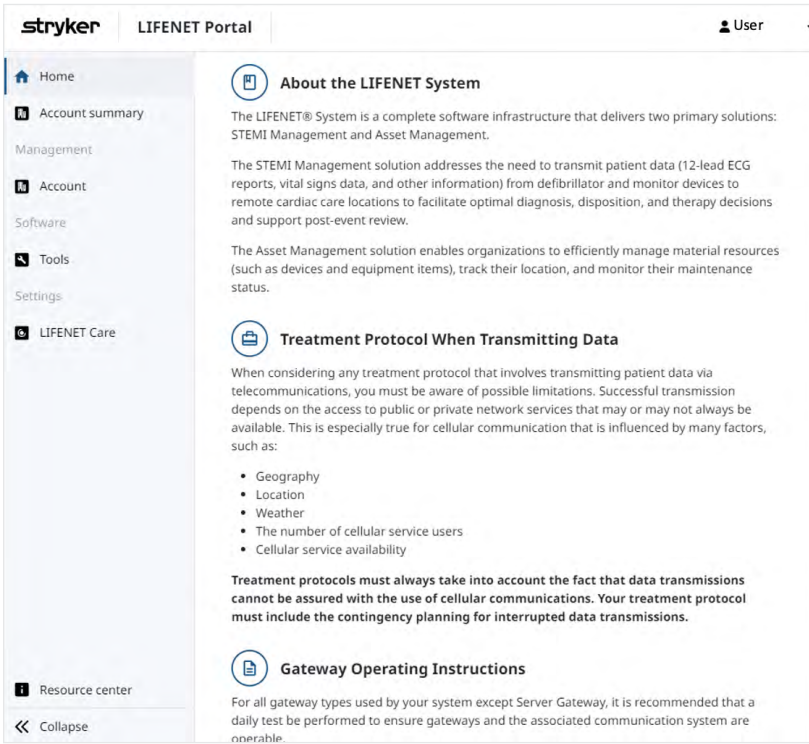 stryker
LIFENET Portal
User
Home
Account summary
Management
Account
Software
Tools
Settings
LIFENET Care
Resource center
Collapse
About the LIFENET System
The LIFENET® System is a complete software infrastructure that delivers two primary solutions:
STEMI Management and Asset Management.
The STEMI Management solution addresses the need to transmit patient data (12-lead ECG
reports, vital signs data, and other information) from defibrillator and monitor devices to
remote cardiac care locations to facilitate optimal diagnosis, disposition, and therapy decisions
and support post-event review.
The Asset Management solution enables organizations to efficiently manage material resources
(such as devices and equipment items), track their location, and monitor their maintenance
status.
Treatment Protocol When Transmitting Data
When considering any treatment protocol that involves transmitting patient data via
telecommunications, you must be aware of possible limitations. Successful transmission
depends on the access to public or private network services that may or may not always be
available. This is especially true for cellular communication that is influenced by many factors,
such as:
• Geography
• Location
• Weather
• The number of cellular service users
• Cellular service availability
Treatment protocols must always take into account the fact that data transmissions
cannot be assured with the use of cellular communications. Your treatment protocol
must include the contingency planning for interrupted data transmissions.
Gateway Operating Instructions
For all gateway types used by your system except Server Gateway, it is recommended that a
daily test be performed to ensure gateways and the associated communication system are
operable.